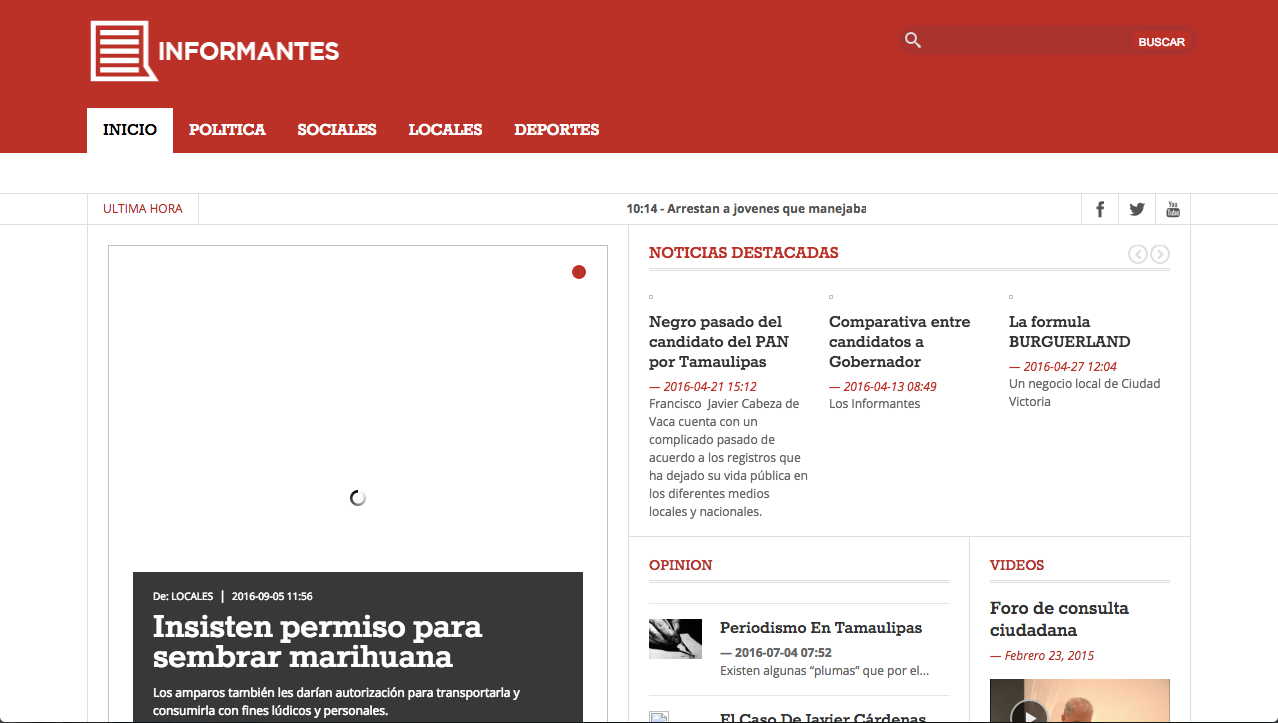 INFORMANTES
BUSCAR
INICIO POLITICA SOCIALES LOCALES DEPORTES
ULTIMA HORA
10:14 - Arrestan a jovenes que manejaba
NOTICIAS DESTACADAS
Negro pasado del
candidato del PAN
por Tamaulipas
— 2016-04-21 15:12
Francisco Javier Cabeza de
Vaca cuenta con un
complicado pasado de
acuerdo a los registros que
ha dejado su vida pública en
los diferentes medios
locales y nacionales.
Comparativa entre
candidatos a
Gobernador
— 2016-04-13 08:49
Los Informantes
La formula
BURGUERLAND
— 2016-04-27 12:04
Un negocio local de Ciudad
Victoria
De: LOCALES | 2016-09-05 11:56
Insisten permiso para
sembrar marihuana
Los amparos también les darían autorización para transportarla y
consumirla con fines lúdicos y personales.
OPINION
Periodismo En Tamaulipas
— 2016-07-04 07:52
Existen algunas “plumas” que por el...
El Caso De Javier Cárdenas
VIDEOS
Foro de consulta
ciudadana
— Febrero 23, 2015